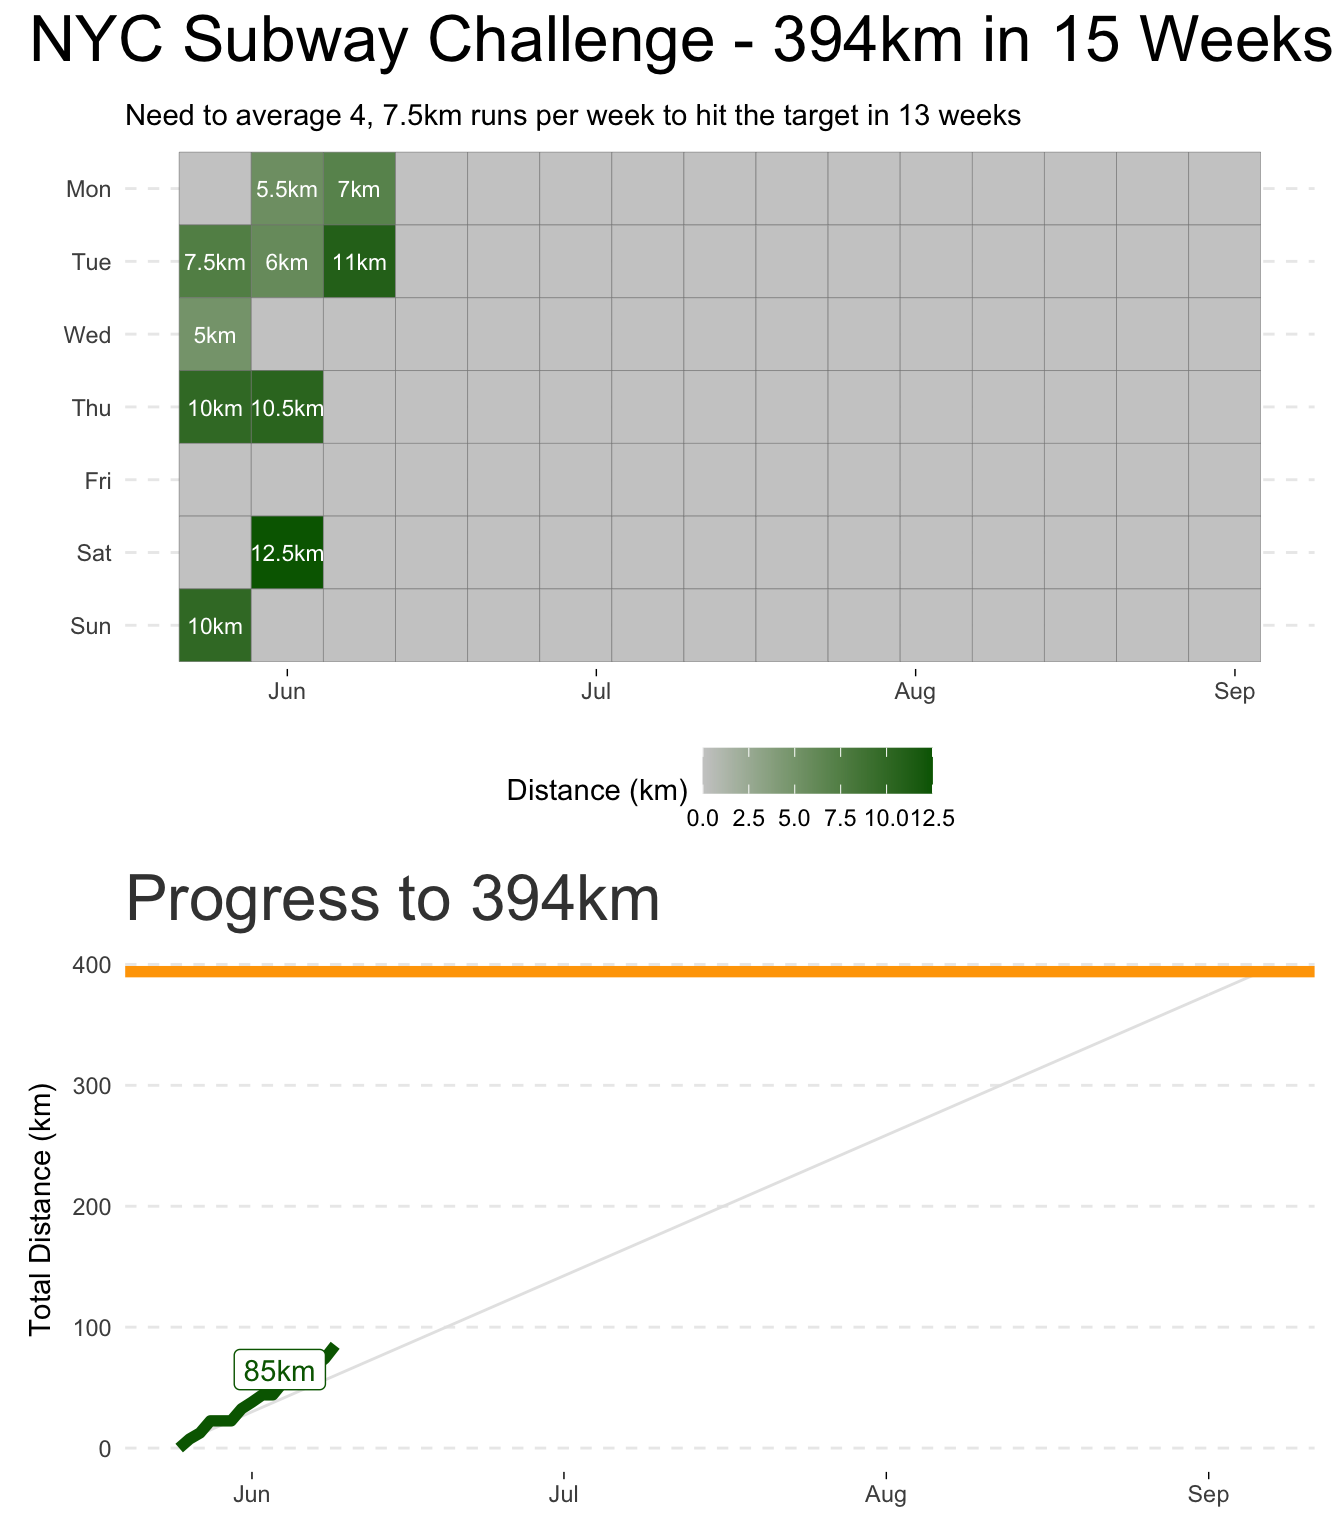 NYC Subway Challenge - 394km in 15 Weeks
Need to average 4, 7.5km runs per week to hit the target in 13 weeks
Mon 5.5km 7km
Tue 7.5km 6km 11km
Wed 5km
Thu 10km 10.5km
Fri
Sat 12.5km
Sun 10km
Jun Jul Aug Sep
Distance (km)
0.0 2.5 5.0 7.5 10.0 12.5
Progress to 394km
Total Distance (km)
400
300
200
100
85km
0
Jun Jul Aug Sep